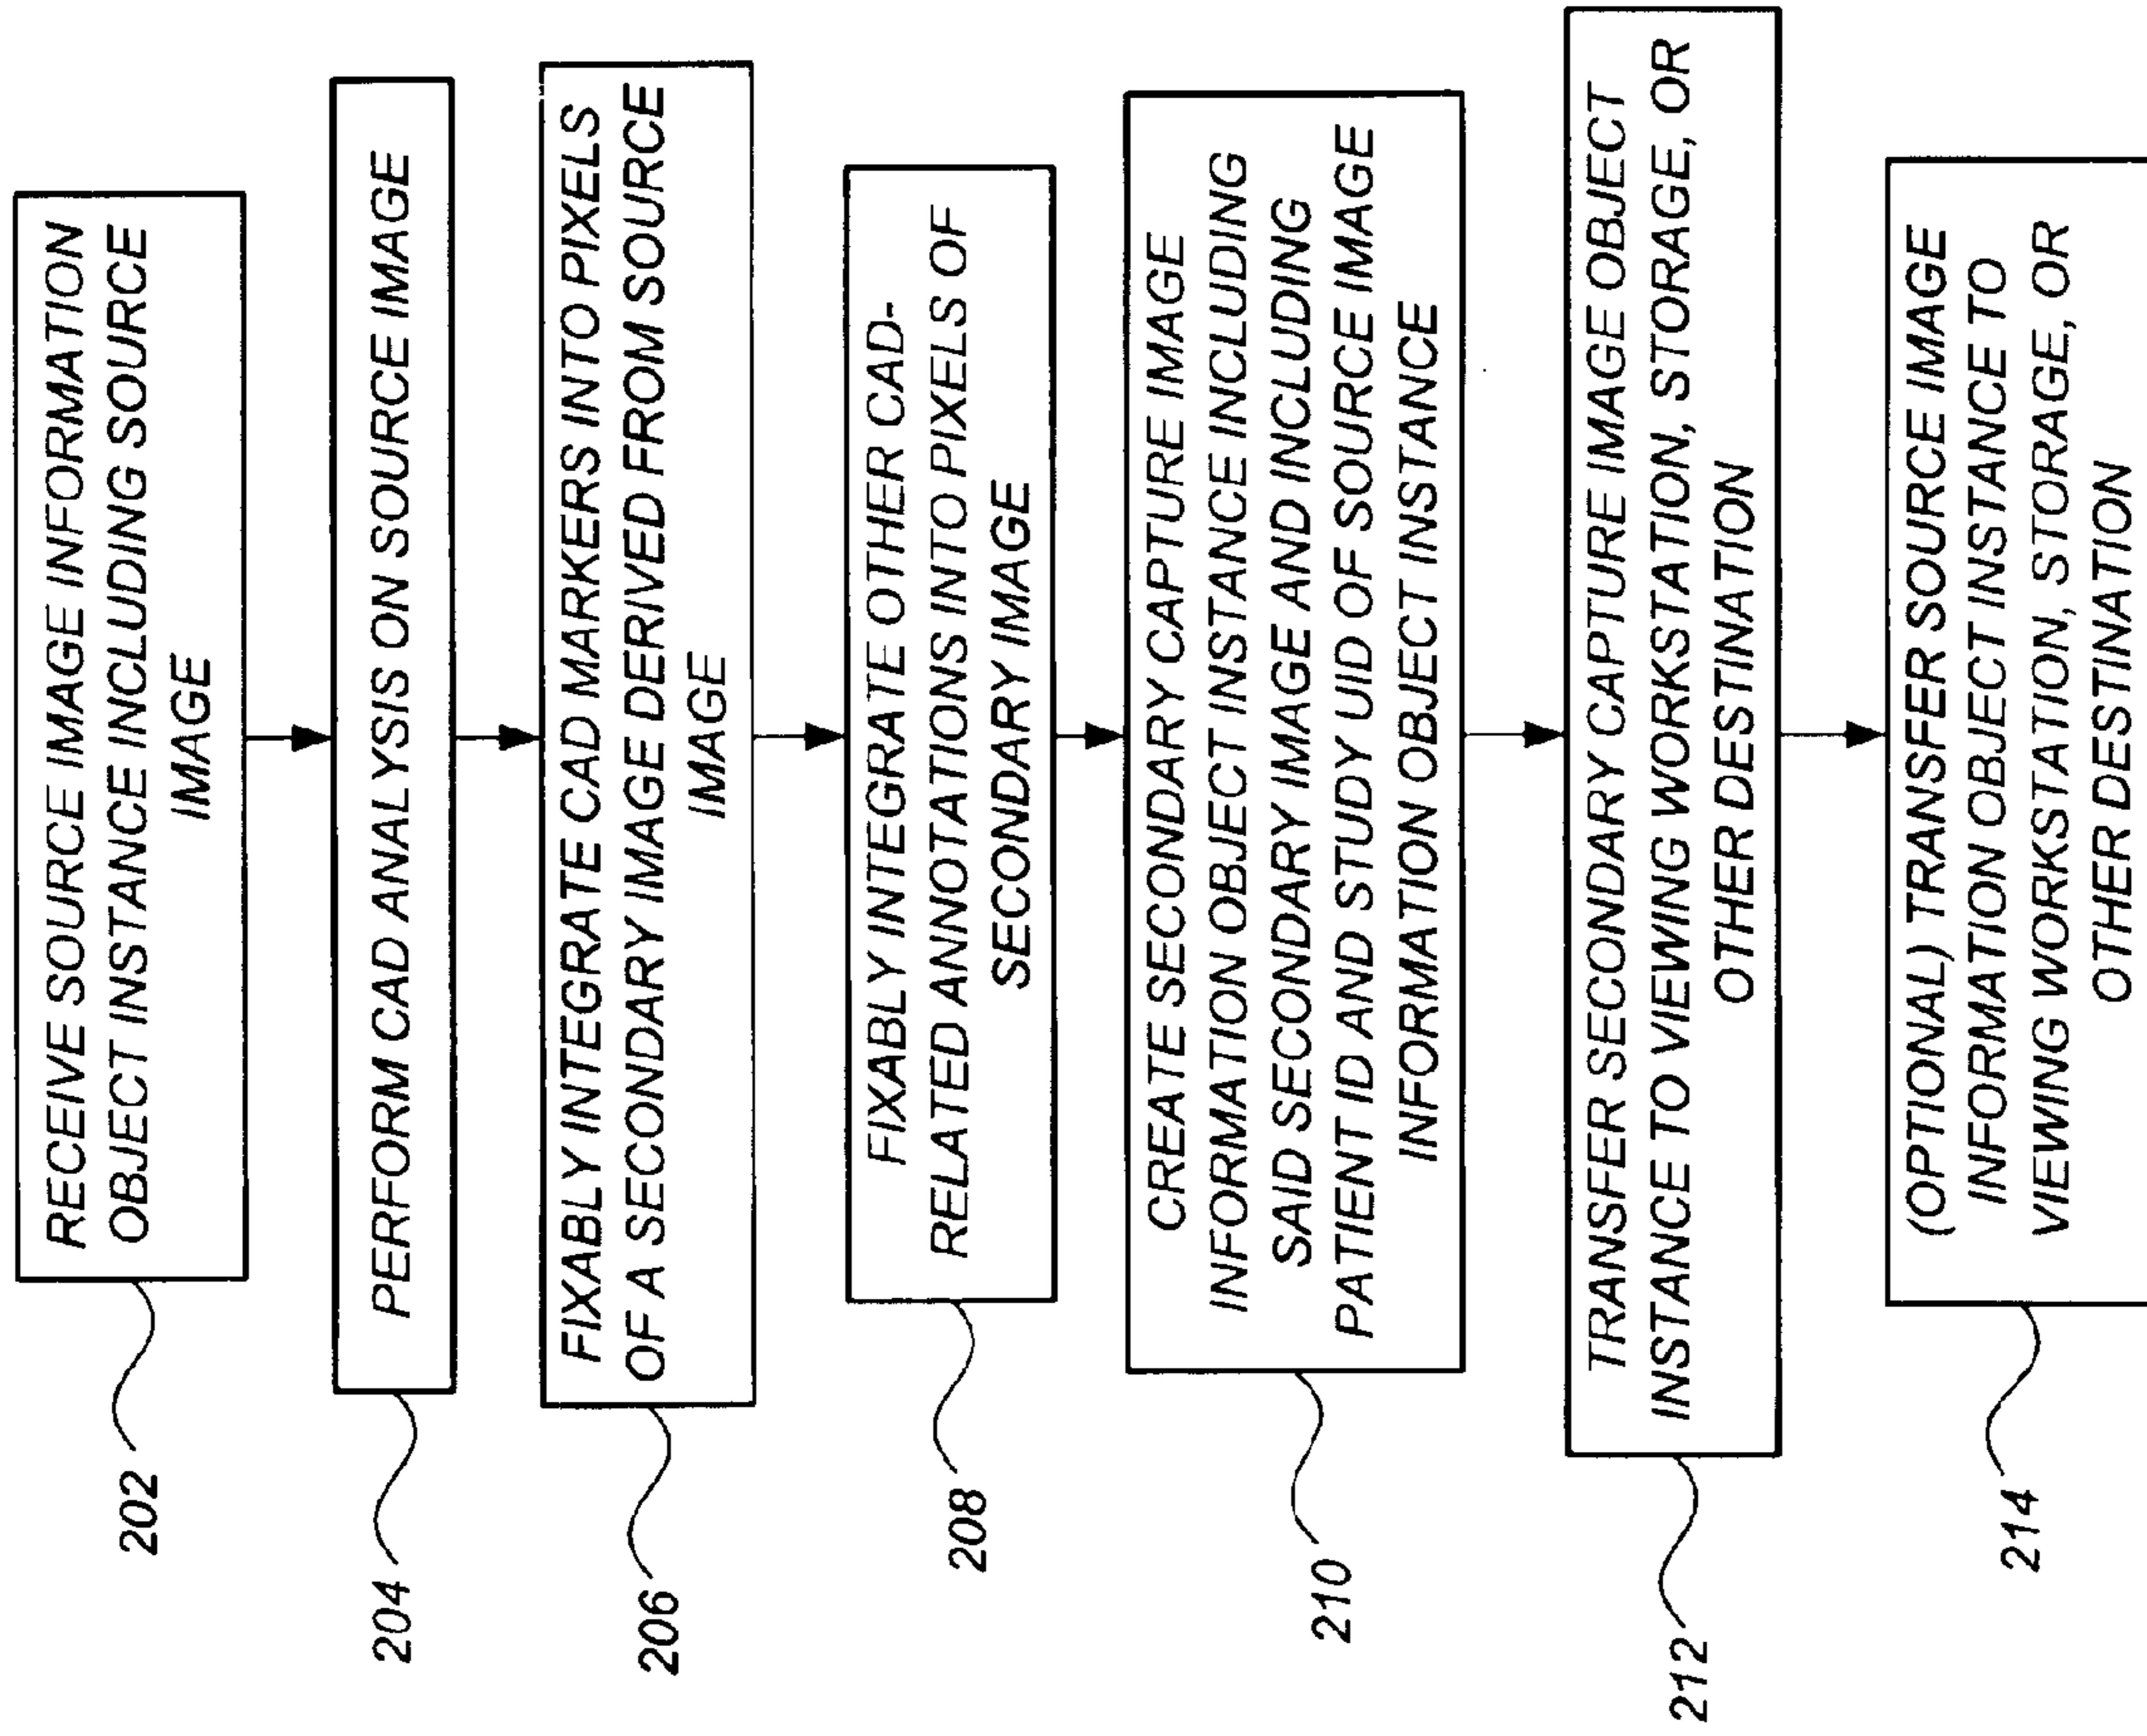 RECEIVE SOURCE IMAGE INFORMATION
OBJECT INSTANCE INCLUDING SOURCE
IMAGE
202
PERFORM CAD ANALYSIS ON SOURCE IMAGE
204
FIXABLY INTEGRATE CAD MARKERS INTO PIXELS
OF A SECONDARY IMAGE DERIVED FROM SOURCE
IMAGE
206
FIXABLY INTEGRATE OTHER CAD-
RELATED ANNOTATIONS INTO PIXELS OF
SECONDARY IMAGE
208
CREATE SECONDARY CAPTURE IMAGE
INFORMATION OBJECT INSTANCE INCLUDING
SAID SECONDARY IMAGE AND INCLUDING
PATIENT ID AND STUDY UID OF SOURCE IMAGE
INFORMATION OBJECT INSTANCE
210
TRANSFER SECONDARY CAPTURE IMAGE OBJECT
INSTANCE TO VIEWING WORKSTATION, STORAGE, OR
OTHER DESTINATION
212
(OPTIONAL) TRANSFER SOURCE IMAGE
INFORMATION OBJECT INSTANCE TO
VIEWING WORKSTATION, STORAGE, OR
OTHER DESTINATION
214